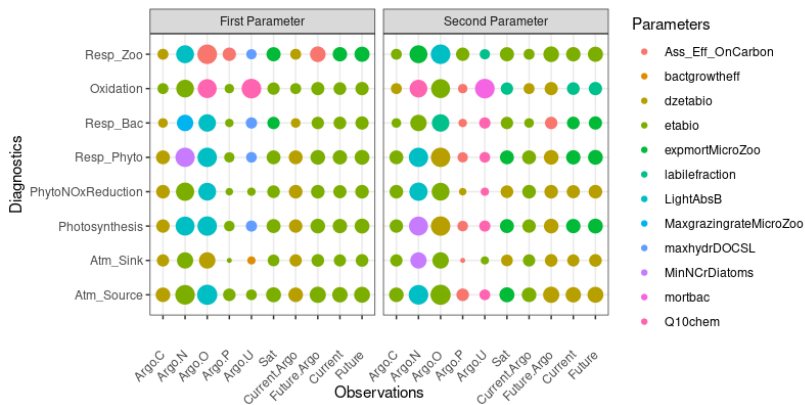 First Parameter
Second Parameter
Parameters
Diagnostics
Resp_Zoo
Oxidation
Resp_Bac
Resp_Phyto
PhytoNOxReduction
Photosynthesis
Atm_Sink
Atm_Source
Argo.C
Argo.N
Argo.O
Argo.P
Argo.U
Sat
Current.Argo
Future.Argo
Current
Future
Argo.C
Argo.N
Argo.O
Argo.P
Argo.U
Sat
Current.Argo
Future.Argo
Current
Future
Observations
Ass_Eff_OnCarbon
bactgrowtheff
dzetabio
etabio
expmortMicroZoo
labilefraction
LightAbsB
MaxgrazingrateMicroZoo
maxhydrDOCSL
MinNCrDiatoms
mortbac
Q10chem